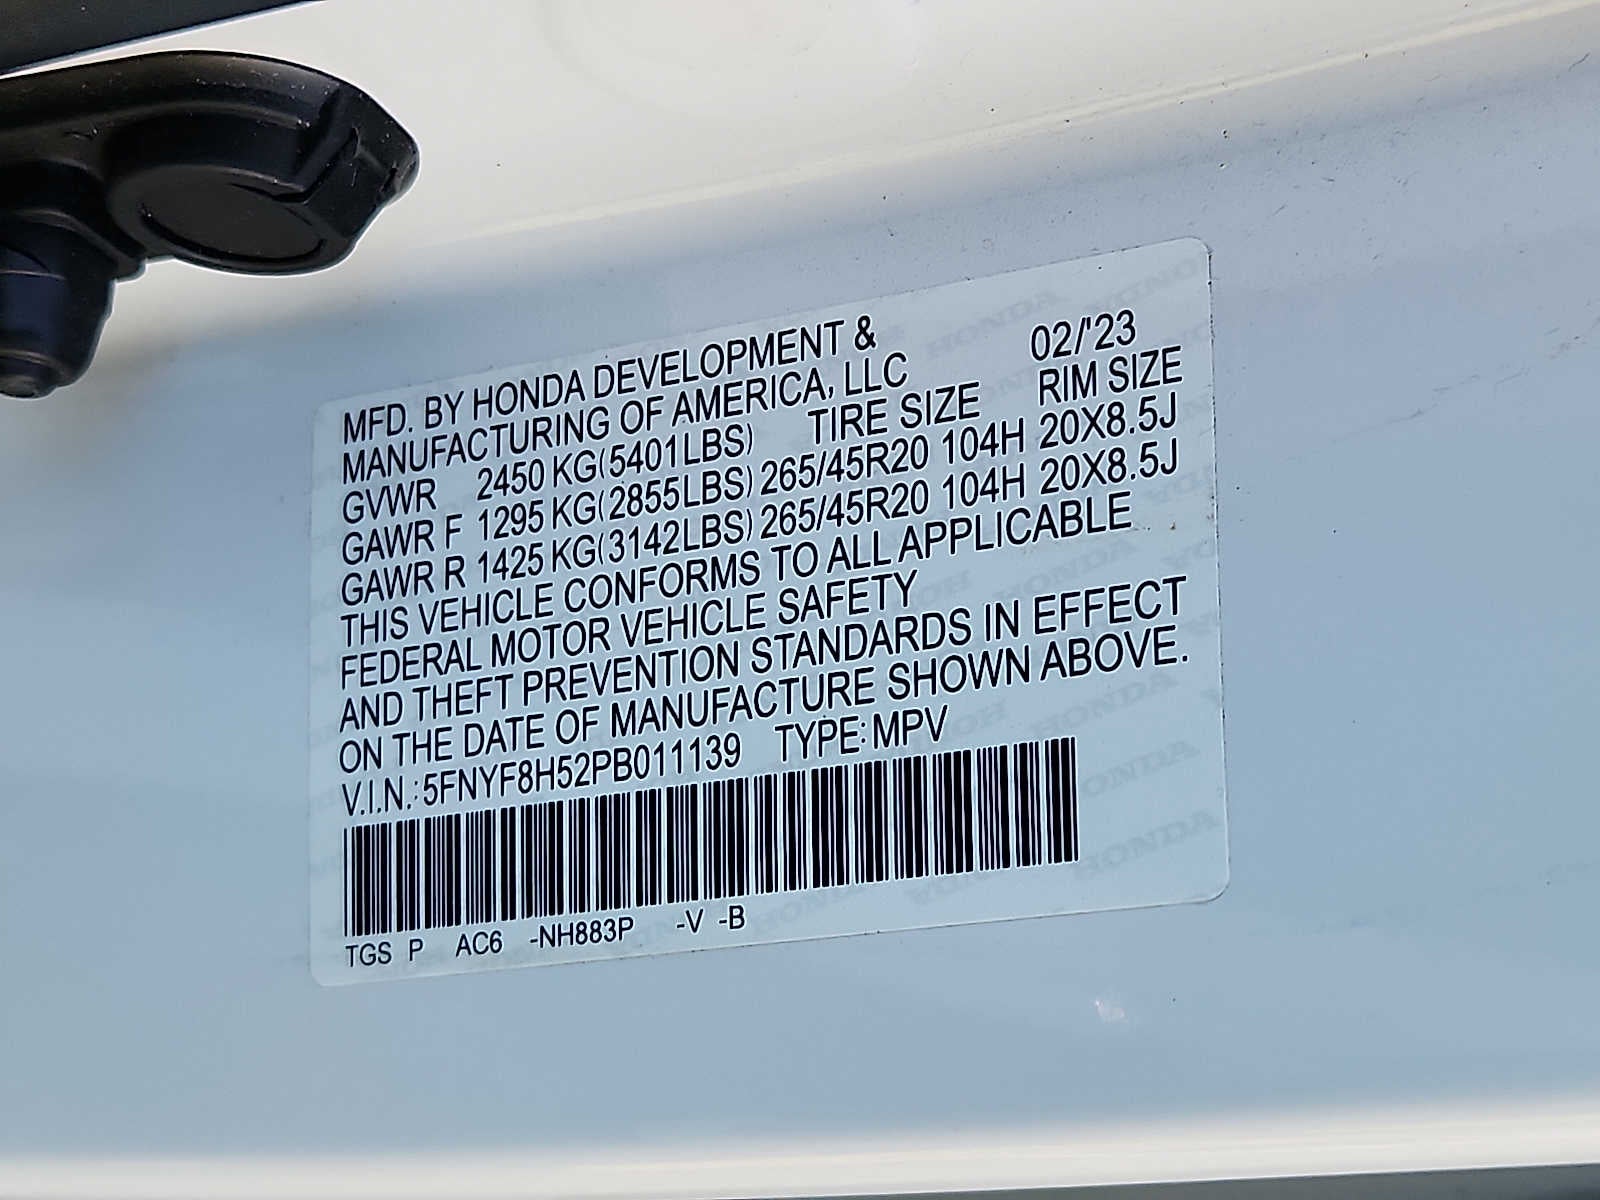 MFD. BY HONDA DEVELOPMENT & 02/'23
MANUFACTURING OF AMERICA, LLC
GVWR 2450 KG(5401LBS) TIRE SIZE RIM SIZE
GAWR F 1295 KG(2855LBS) 265/45R20 104H 20X8.5J
GAWR R 1425 KG(3142LBS) 265/45R20 104H 20X8.5J
THIS VEHICLE CONFORMS TO ALL APPLICABLE
FEDERAL MOTOR VEHICLE SAFETY
AND THEFT PREVENTION STANDARDS IN EFFECT
ON THE DATE OF MANUFACTURE SHOWN ABOVE.
V.I.N.:5FNYF8H52PB011139 TYPE:MPV
TGS P AC6 -NH883P -V -B